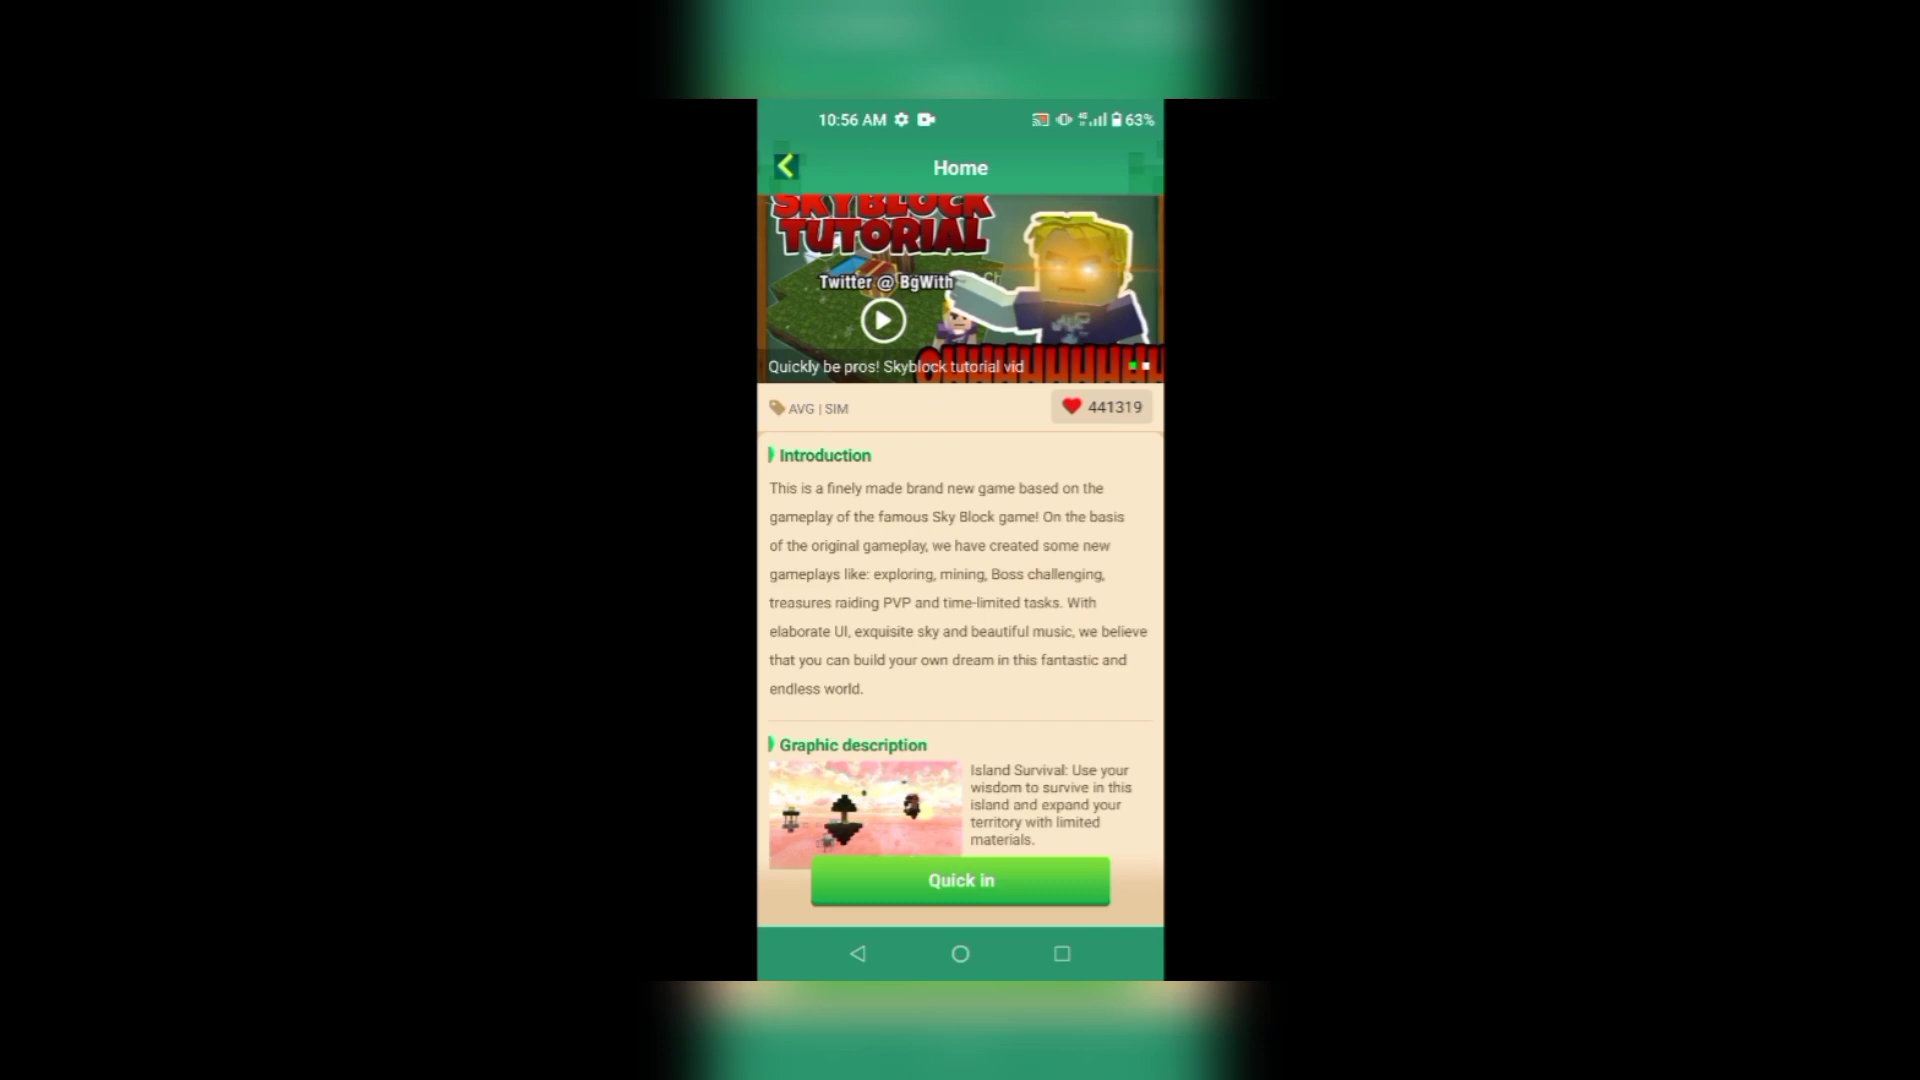 10:56 AM
63%
Home
SKYBLOCK
TUTORIAL
Twitter @ BgWith
Quickly be pros! Skyblock tutorial vid
AVG | SIM
441319
Introduction
This is a finely made brand new game based on the
gameplay of the famous Sky Block game! On the basis
of the original gameplay, we have created some new
gameplays like: exploring, mining, Boss challenging,
treasures raiding PVP and time-limited tasks. With
elaborate UI, exquisite sky and beautiful music, we believe
that you can build your own dream in this fantastic and
endless world.
Graphic description
Island Survival: Use your
wisdom to survive in this
island and expand your
territory with limited
materials.
Quick in